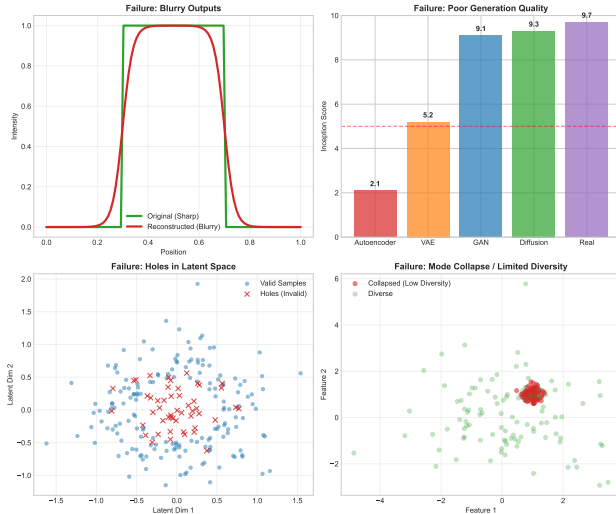 Failure: Blurry Outputs
Intensity
1.0
0.8
0.6
0.4
0.2
0.0
Original (Sharp)
Reconstructed (Blurry)
0.0 0.2 0.4 0.6 0.8 1.0
Position
Failure: Poor Generation Quality
Inception Score
10
8
6
4
2
0
2.1
5.2
9.1
9.3
9.7
Autoencoder VAE GAN Diffusion Real
Failure: Holes in Latent Space
Latent Dim 2
2.0
1.5
1.0
0.5
0.0
−0.5
−1.0
Valid Samples
Holes (Invalid)
−1.5 −1.0 −0.5 0.0 0.5 1.0 1.5
Latent Dim 1
Failure: Mode Collapse / Limited Diversity
Feature 2
6
4
2
0
−2
Collapsed (Low Diversity)
Diverse
−4 −2 0 2
Feature 1